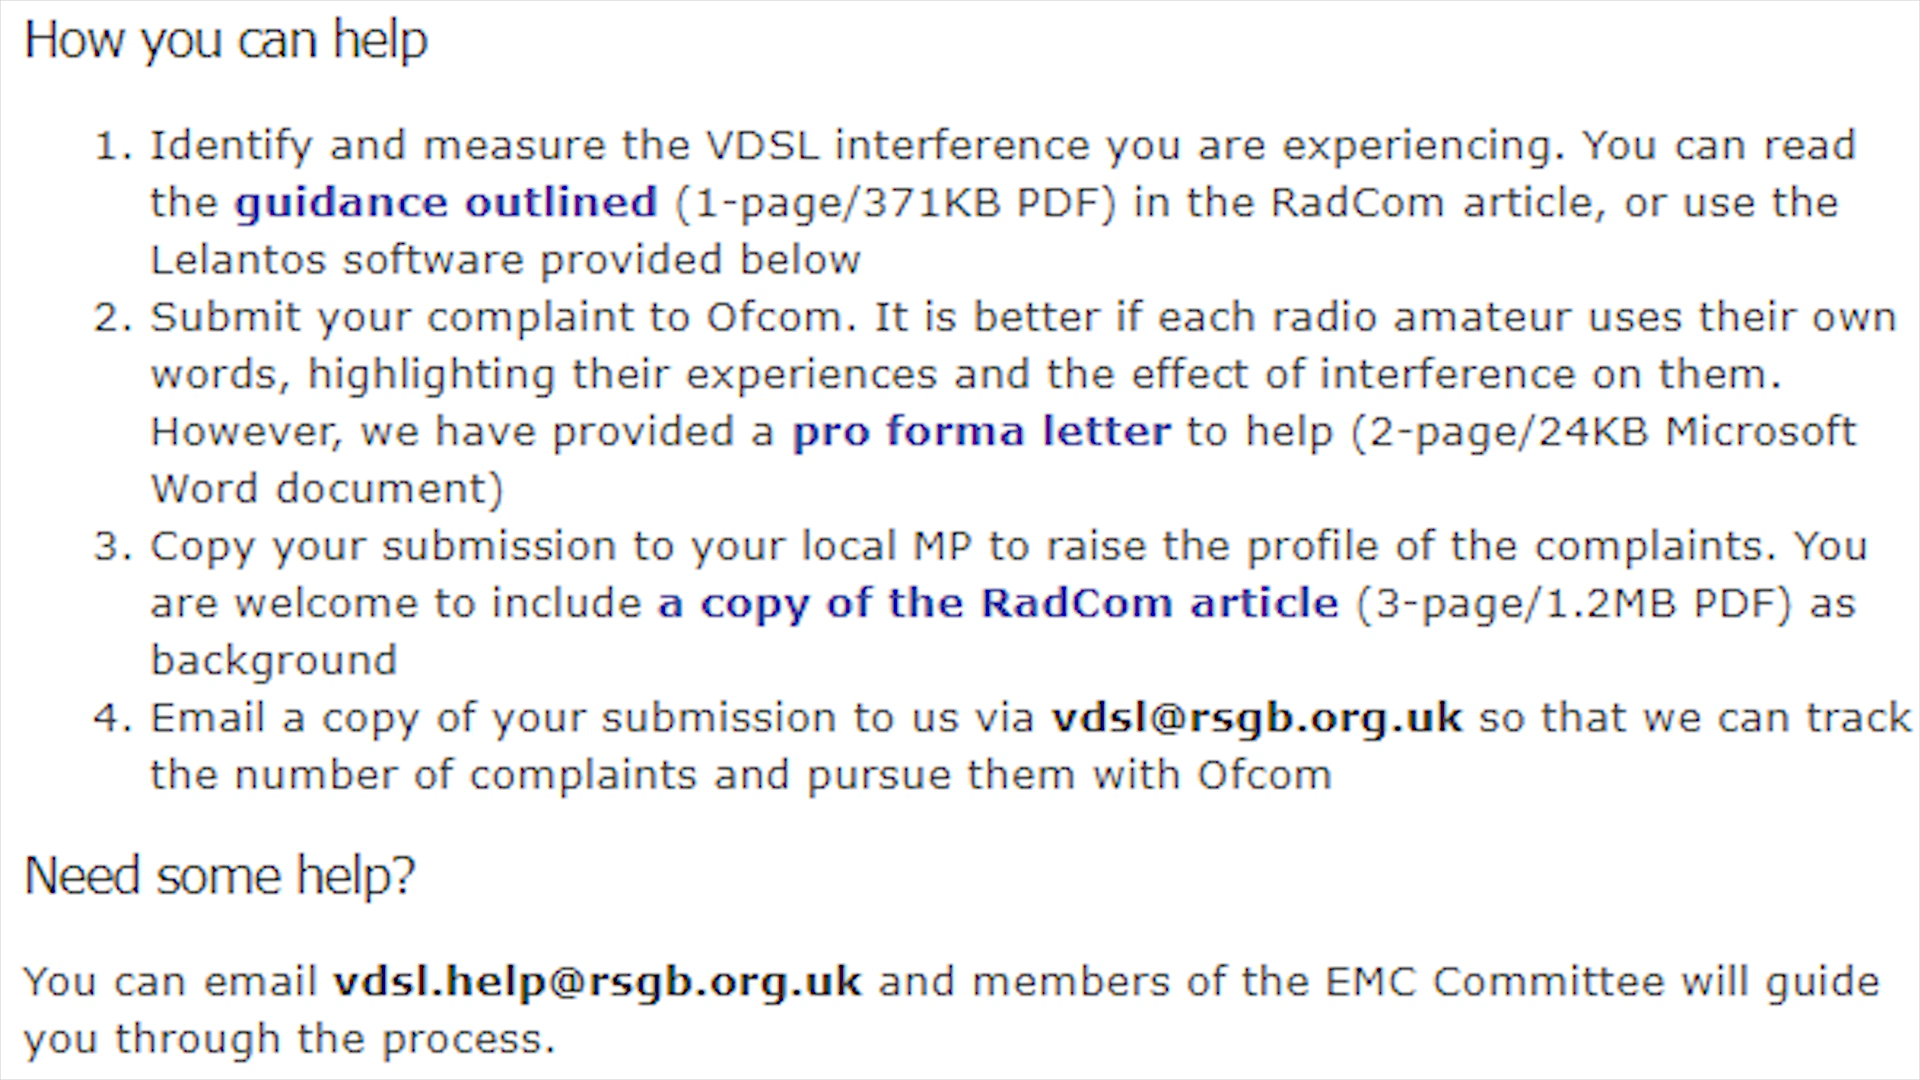 How you can help
1. Identify and measure the VDSL interference you are experiencing. You can read
the guidance outlined (1-page/371KB PDF) in the RadCom article, or use the
Lelantos software provided below
2. Submit your complaint to Ofcom. It is better if each radio amateur uses their own
words, highlighting their experiences and the effect of interference on them.
However, we have provided a pro forma letter to help (2-page/24KB Microsoft
Word document)
3. Copy your submission to your local MP to raise the profile of the complaints. You
are welcome to include a copy of the RadCom article (3-page/1.2MB PDF) as
background
4. Email a copy of your submission to us via vdsl@rsgb.org.uk so that we can track
the number of complaints and pursue them with Ofcom
Need some help?
You can email vdsl.help@rsgb.org.uk and members of the EMC Committee will guide
you through the process.